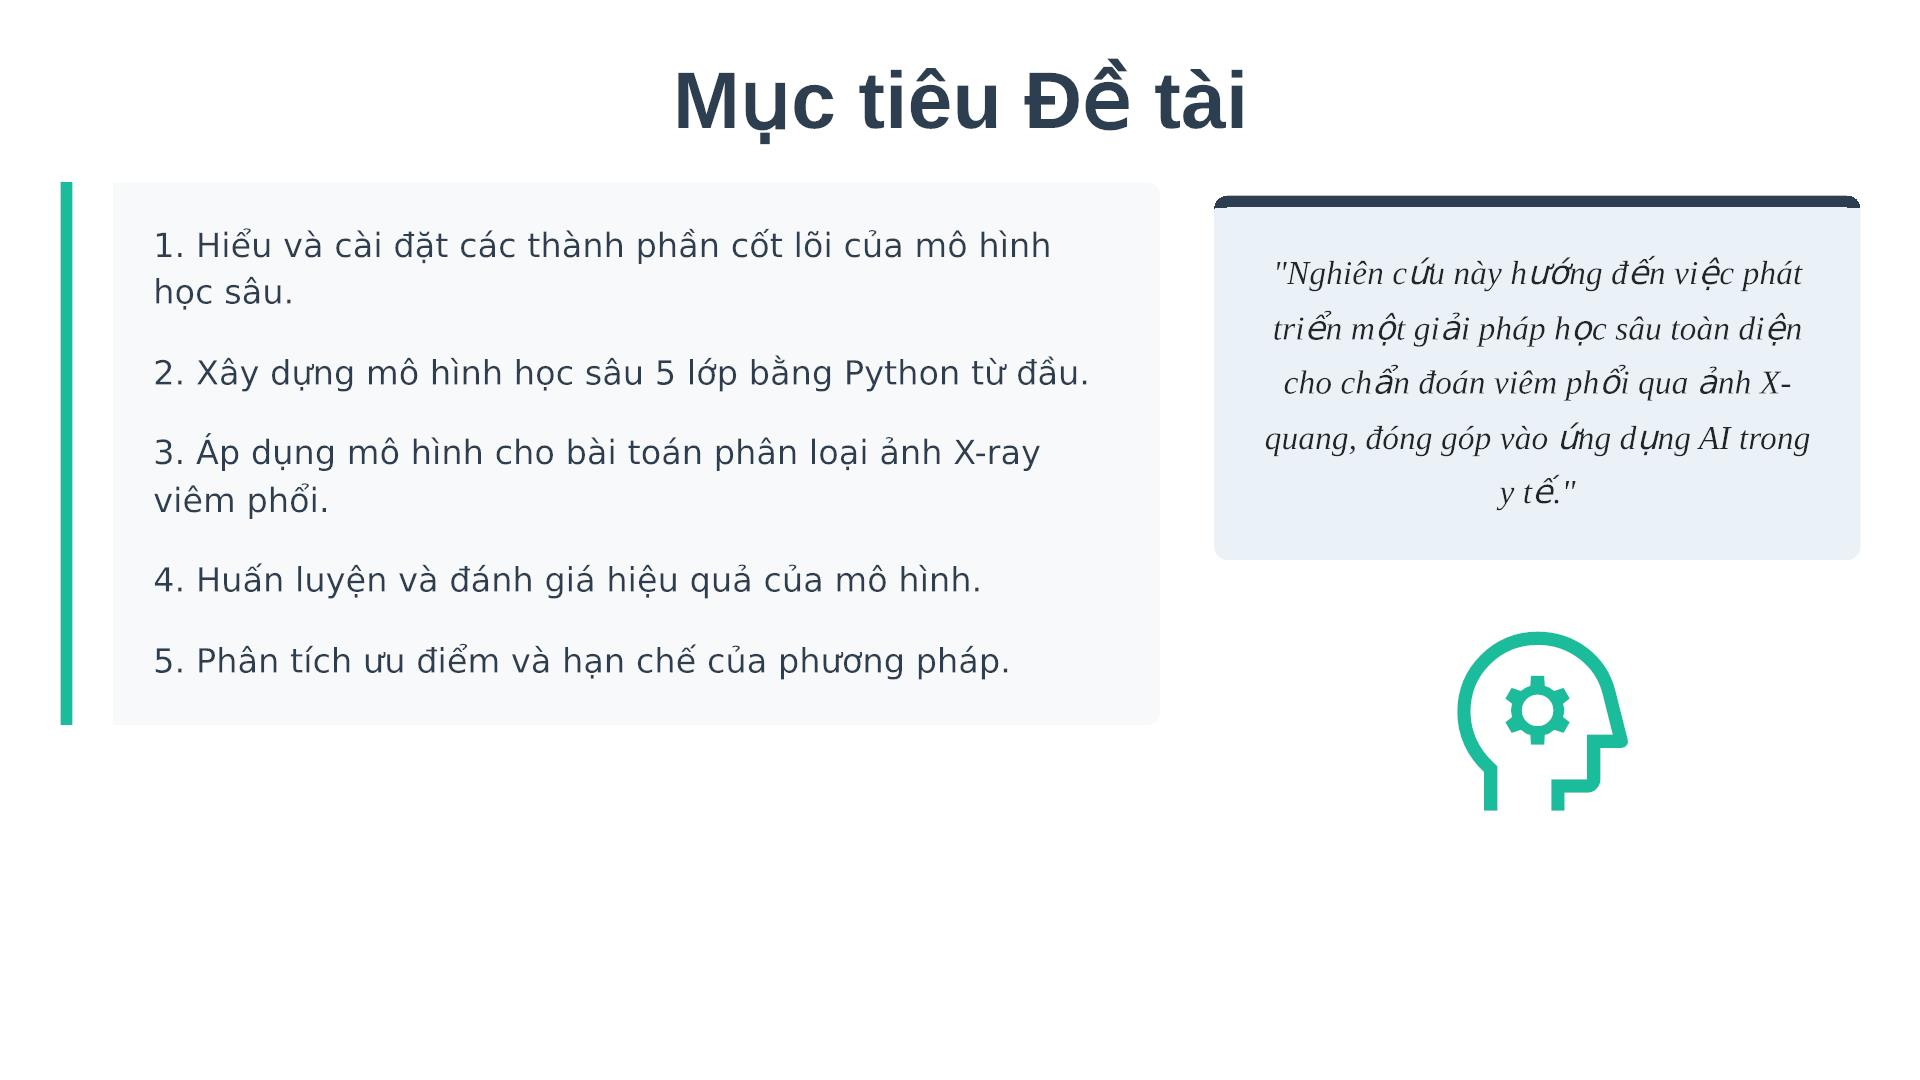 Mục tiêu Đề tài
1. Hiểu và cài đặt các thành phần cốt lõi của mô hình
học sâu.
2. Xây dựng mô hình học sâu 5 lớp bằng Python từ đầu.
3. Áp dụng mô hình cho bài toán phân loại ảnh X-ray
viêm phổi.
4. Huấn luyện và đánh giá hiệu quả của mô hình.
5. Phân tích ưu điểm và hạn chế của phương pháp.
"Nghiên cứu này hướng đến việc phát
triển một giải pháp học sâu toàn diện
cho chẩn đoán viêm phổi qua ảnh X-
quang, đóng góp vào ứng dụng AI trong
y tế."